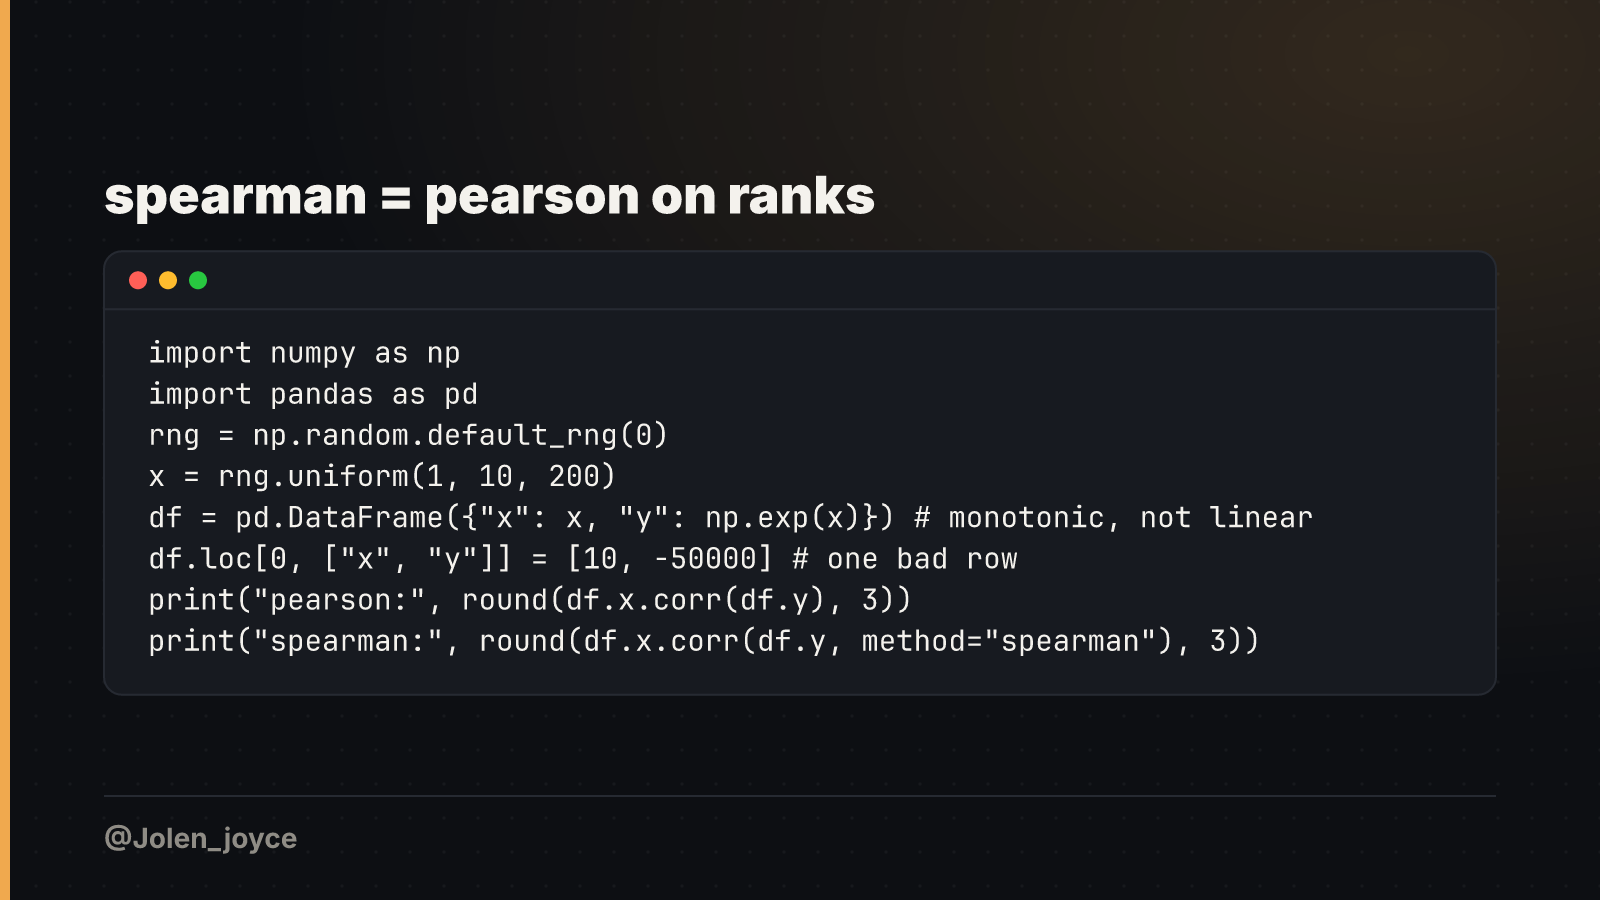 spearman = pearson on ranks
import numpy as np
import pandas as pd
rng = np.random.default_rng(0)
x = rng.uniform(1, 10, 200)
df = pd.DataFrame({"x": x, "y": np.exp(x)}) # monotonic, not linear
df.loc[0, ["x", "y"]] = [10, -50000] # one bad row
print("pearson:", round(df.x.corr(df.y), 3))
print("spearman:", round(df.x.corr(df.y, method="spearman"), 3))
@Jolen_joyce